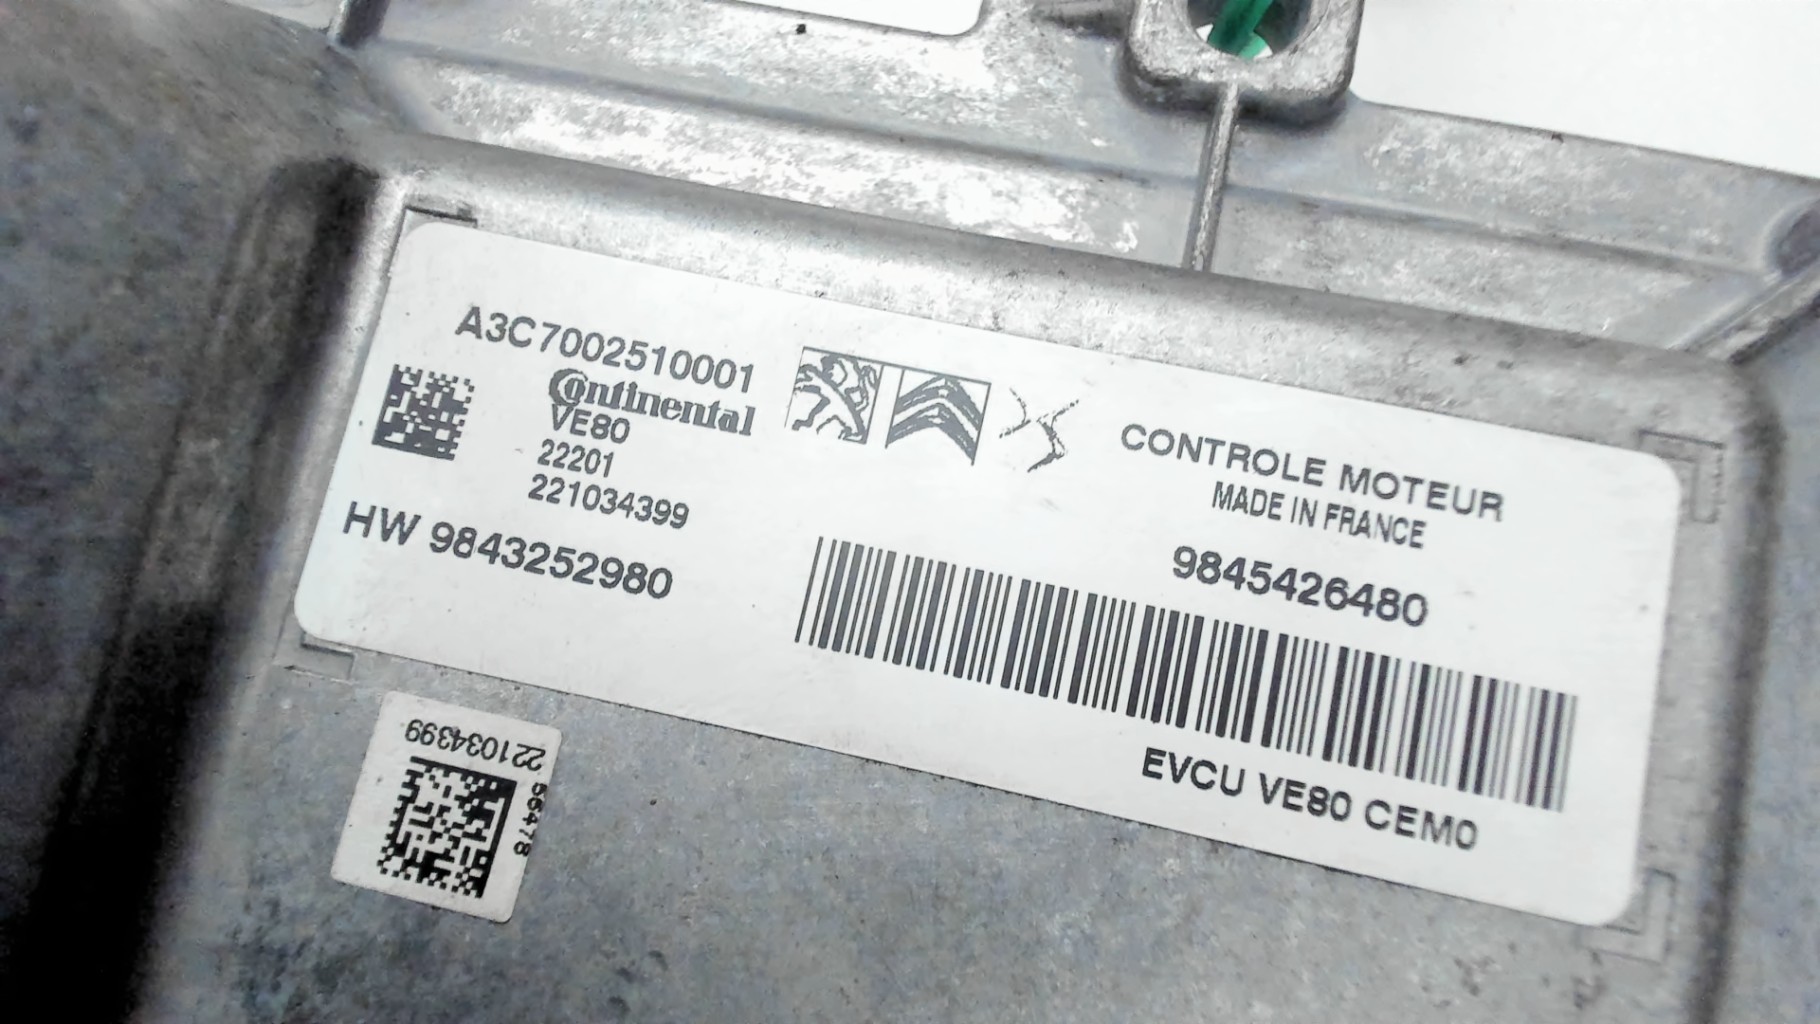 A3C7002510001
Continental
VE80
22201
221034399
HW 9843252980
CONTROLE MOTEUR
MADE IN FRANCE
9845426480
EVCU VE80 CEM0
221034399
56478